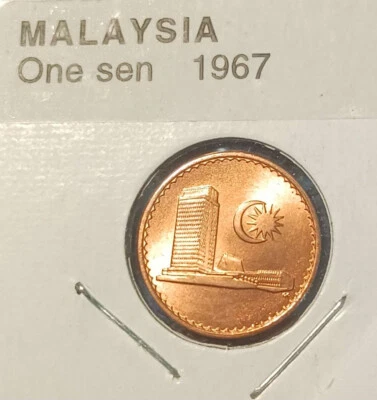 MALAYSIA
One sen 1967